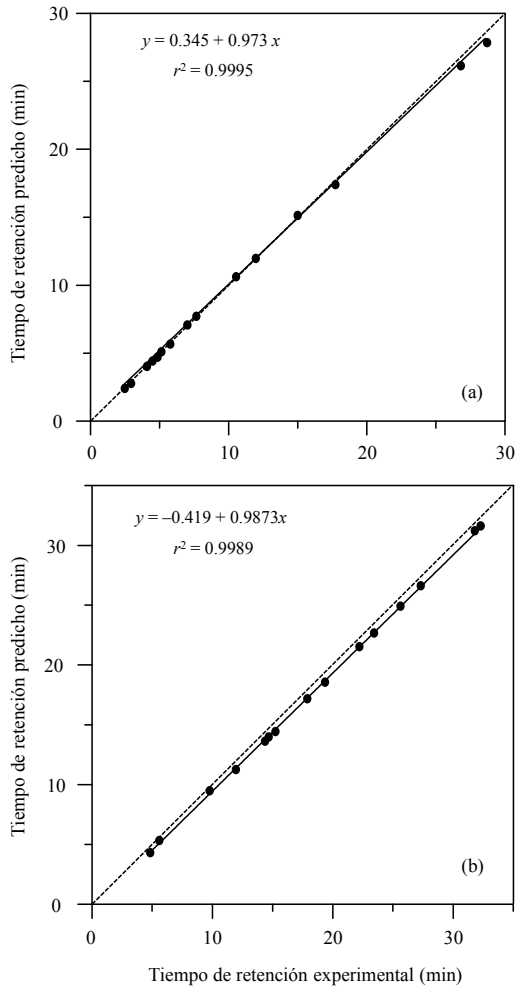 30
y = 0.345 + 0.973 x
r² = 0.9995
20
Tiempo de retención predicho (min)
10
(a)
0
0 10 20 30
y = –0.419 + 0.9873x
r² = 0.9989
30
20
Tiempo de retención predicho (min)
10
(b)
0
0 10 20 30
Tiempo de retención experimental (min)